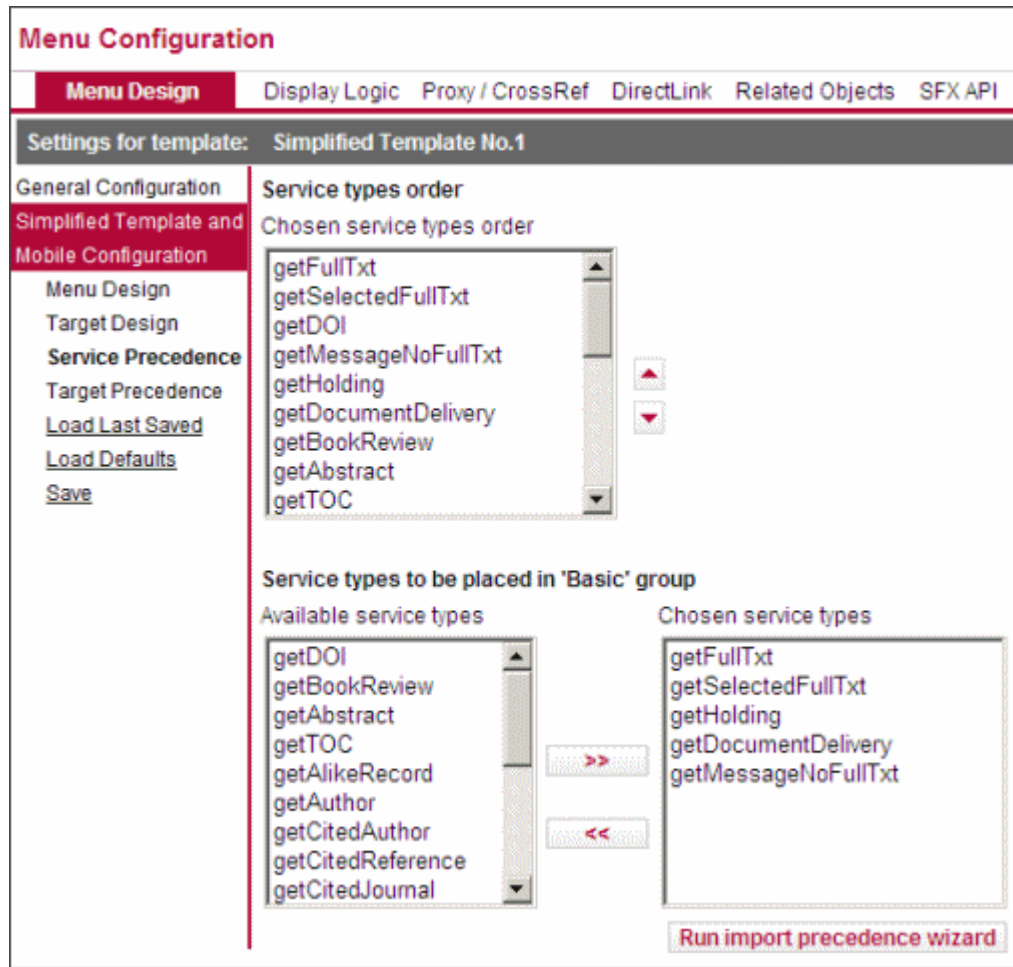 Menu Configuration
Menu Design Display Logic Proxy / CrossRef DirectLink Related Objects SFX API
Settings for template: Simplified Template No.1
General Configuration
Simplified Template and
Mobile Configuration
Menu Design
Target Design
Service Precedence
Target Precedence
Load Last Saved
Load Defaults
Save
Service types order
Chosen service types order
getFullTxt
getSelectedFullTxt
getDOI
getMessageNoFullTxt
getHolding
getDocumentDelivery
getBookReview
getAbstract
getTOC
Service types to be placed in 'Basic' group
Available service types
getDOI
getBookReview
getAbstract
getTOC
getAlikeRecord
getAuthor
getCitedAuthor
getCitedReference
getCitedJournal
>>
<<
Chosen service types
getFullTxt
getSelectedFullTxt
getHolding
getDocumentDelivery
getMessageNoFullTxt
Run import precedence wizard